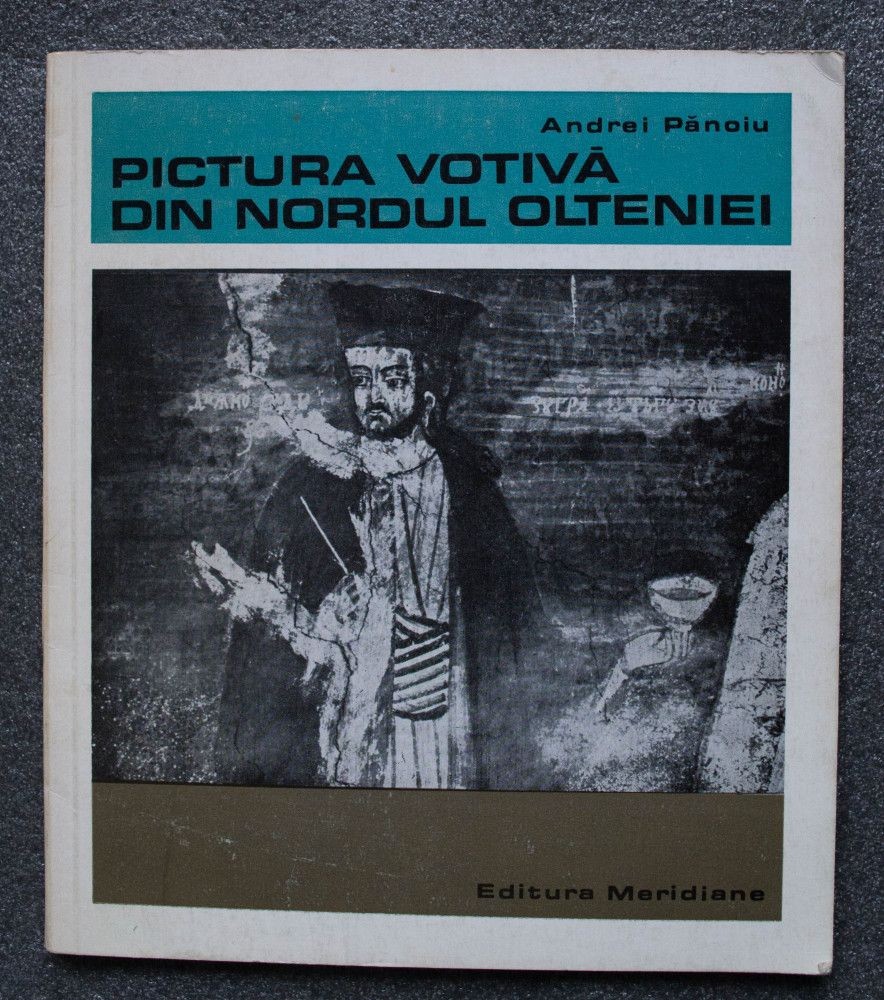 Andrei Pănoiu
PICTURA VOTIVĂ
DIN NORDUL OLTENIEI
Editura Meridiane